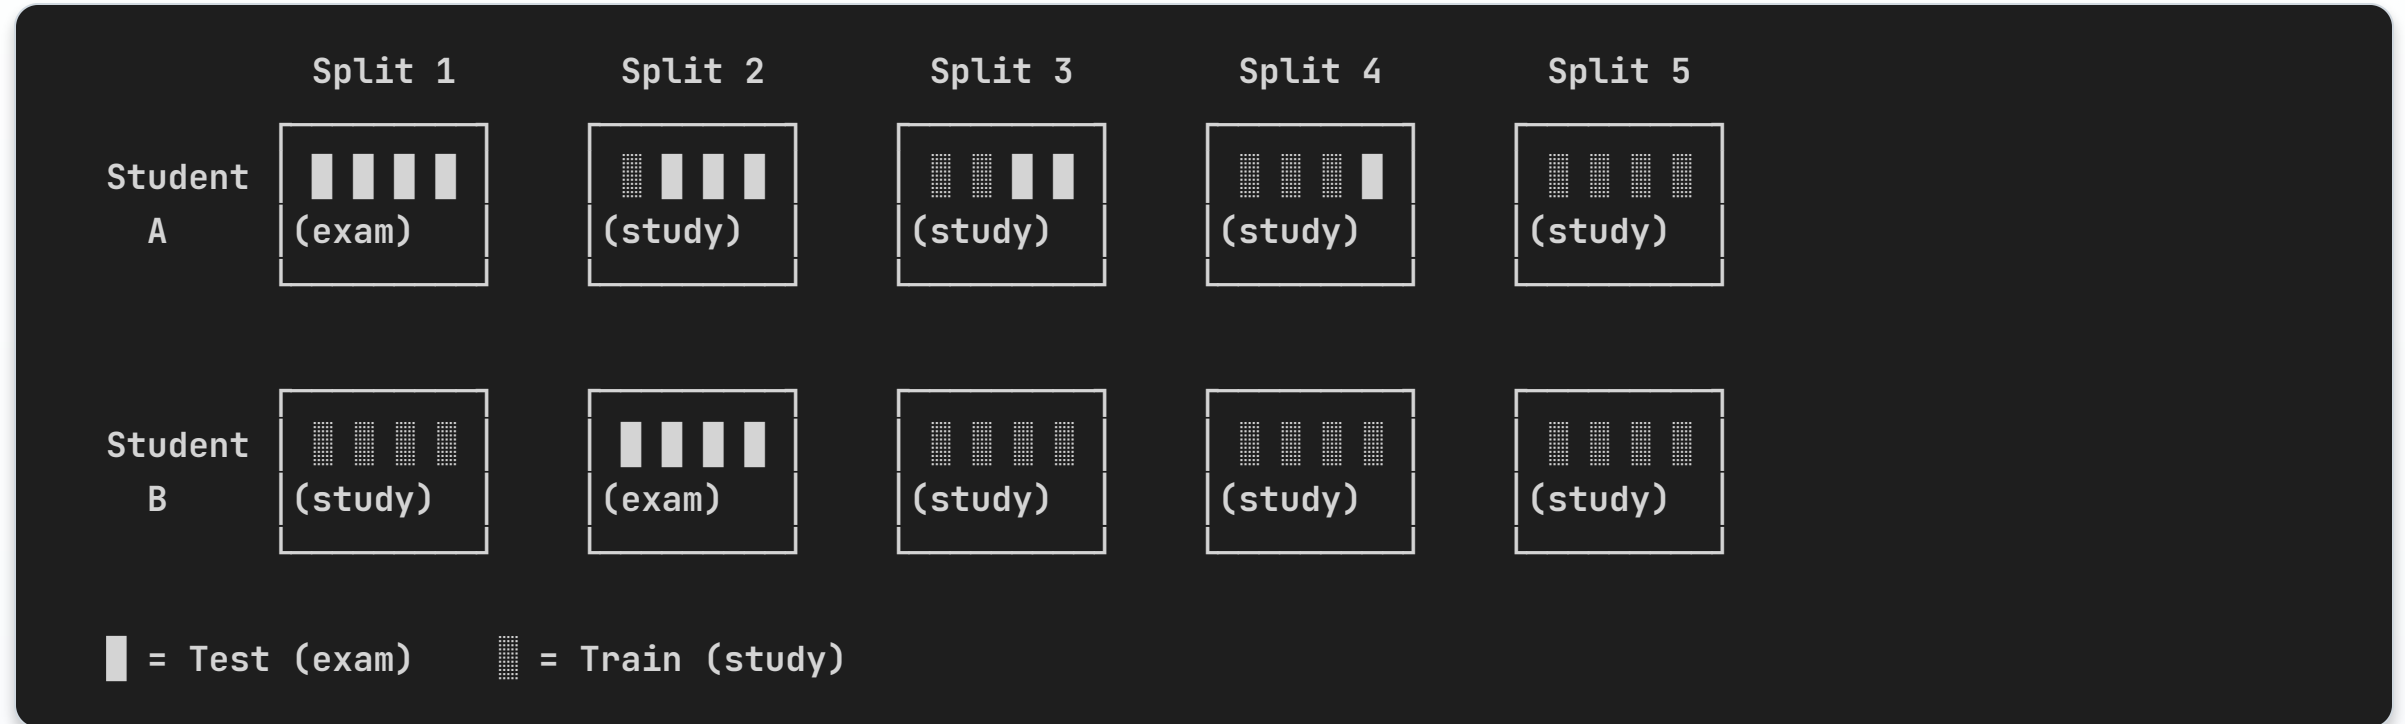 Split 1 Split 2 Split 3 Split 4 Split 5
Student █ █ █ █ ░ █ █ █ ░ ░ █ █ ░ ░ ░ █ ░ ░ ░ ░
A (exam) (study) (study) (study) (study)
Student ░ ░ ░ ░ █ █ █ █ ░ ░ ░ ░ ░ ░ ░ ░ ░ ░ ░ ░
B (study) (exam) (study) (study) (study)
█ = Test (exam) ░ = Train (study)